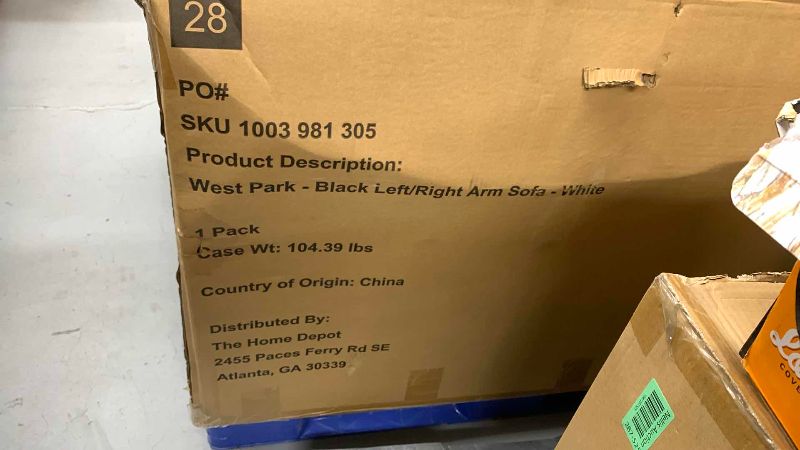 28
PO#
SKU 1003 981 305
Product Description:
West Park - Black Left/Right Arm Sofa - White
1 Pack
Case Wt: 104.39 lbs
Country of Origin: China
Distributed By:
The Home Depot
2455 Paces Ferry Rd SE
Atlanta, GA 30339
Nellis Auction